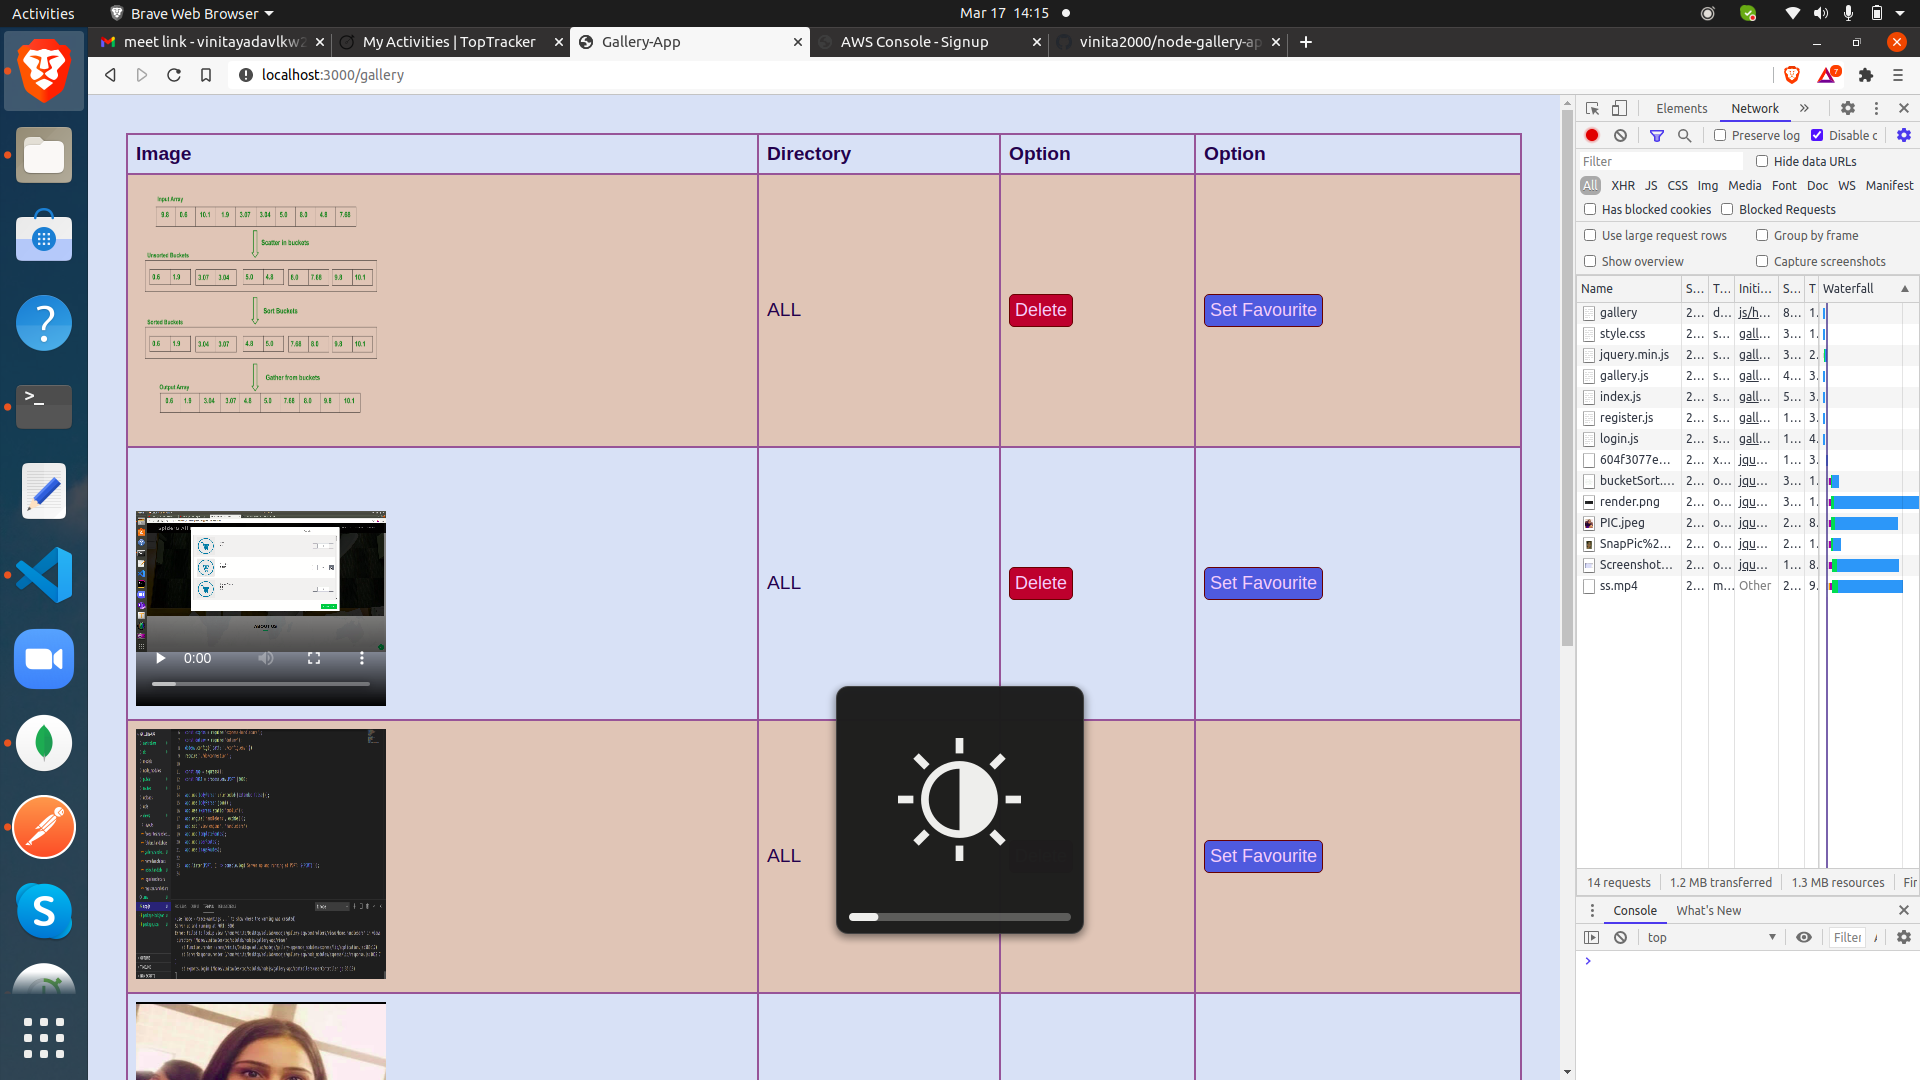 Activities
Brave Web Browser
Mar 17 14:15
meet link - vinitayadavlkw2
My Activities | TopTracker
Gallery-App
AWS Console - Signup
vinita2000/node-gallery-ap
localhost:3000/gallery
7
Image Directory Option Option
Input Array
9.8 0.6 10.1 1.9 3.07 3.04 5.0 8.0 4.8 7.68
Scatter in buckets
Unsorted Buckets
0.6 1.9 3.07 3.04 5.0 4.8 8.0 7.68 9.8 10.1
Sort Buckets
Sorted Buckets
0.6 1.9 3.04 3.07 4.8 5.0 7.68 8.0 9.8 10.1
Gather from buckets
Output Array
0.6 1.9 3.04 3.07 4.8 5.0 7.68 8.0 9.8 10.1
ALL Delete Set Favourite
0:00
ALL Delete Set Favourite
ALL Set Favourite
Elements Network
Preserve log Disable c
Filter Hide data URLs
All XHR JS CSS Img Media Font Doc WS Manifest
Has blocked cookies Blocked Requests
Use large request rows Group by frame
Show overview Capture screenshots
Name S... T... Initi... S... T Waterfall
gallery 2... d... js/h... 8... 1.
style.css 2... s... gall... 3... 1.
jquery.min.js 2... s... gall... 3... 2.
gallery.js 2... s... gall... 4... 3.
index.js 2... s... gall... 5... 3.
register.js 2... s... gall... 1... 3.
login.js 2... s... gall... 1... 4.
604f3077e... 2... x... jqu... 1... 3.
bucketSort.... 2... o... jqu... 3... 1.
render.png 2... o... jqu... 3... 1.
PIC.jpeg 2... o... jqu... 2... 8.
SnapPic%2... 2... o... jqu... 2... 1.
Screenshot... 2... o... jqu... 1... 8.
ss.mp4 2... m... Other 2... 9.
14 requests 1.2 MB transferred 1.3 MB resources Fir
Console What's New
top Filter